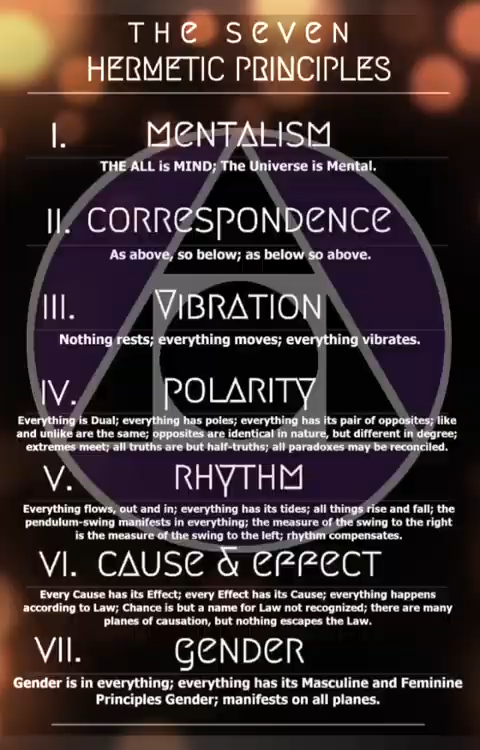 THE SEVEN
HERMETIC PRINCIPLES
I. MENTALISM
THE ALL is MIND; The Universe is Mental.
II. CORRESPONDENCE
As above, so below; as below so above.
III. VIBRATION
Nothing rests; everything moves; everything vibrates.
IV. POLARITY
Everything is Dual; everything has poles; everything has its pair of opposites; like
and unlike are the same; opposites are identical in nature, but different in degree;
extremes meet; all truths are but half-truths; all paradoxes may be reconciled.
V. RHYTHM
Everything flows, out and in; everything has its tides; all things rise and fall; the
pendulum-swing manifests in everything; the measure of the swing to the right
is the measure of the swing to the left; rhythm compensates.
VI. CAUSE & EFFECT
Every Cause has its Effect; every Effect has its Cause; everything happens
according to Law; Chance is but a name for Law not recognized; there are many
planes of causation, but nothing escapes the Law.
VII. GENDER
Gender is in everything; everything has its Masculine and Feminine
Principles Gender; manifests on all planes.